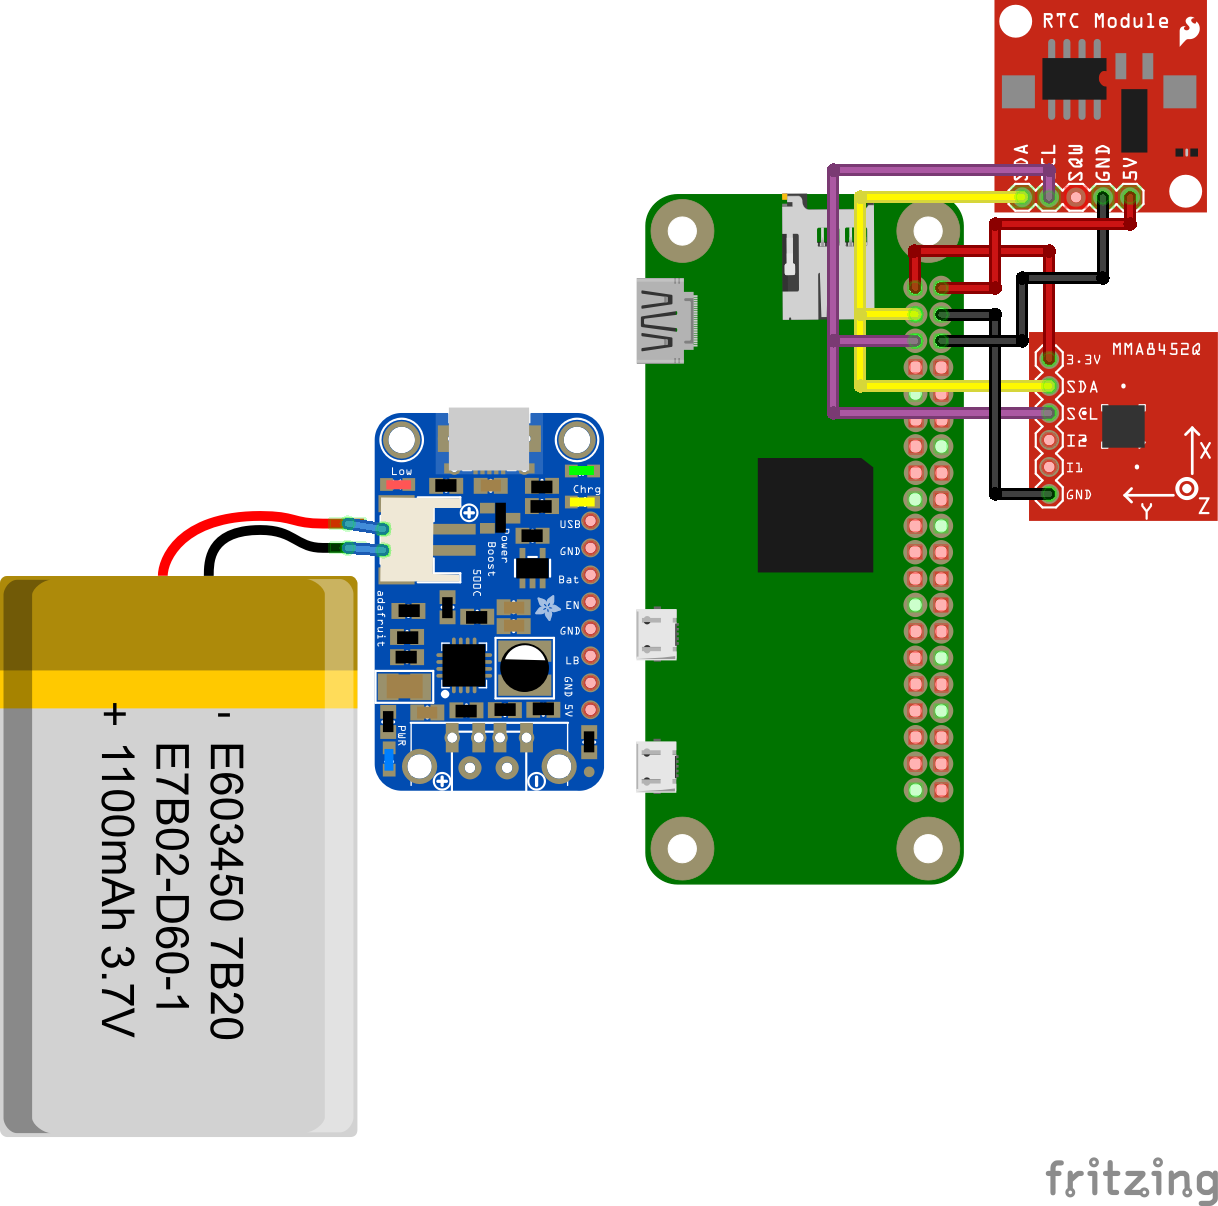 RTC Module
SDA
SCL
SQW
GND
5V
MMA8452Q
3.3V
SDA
SCL
I2
I1
GND
X
Y
Z
Low
Chrg
USB
GND
Bat
EN
GND
LB
GND
5V
Power
Boost
500C
adafruit
PWR
- E603450 7B20
E7B02-D60-1
+ 1100mAh 3.7V
fritzing